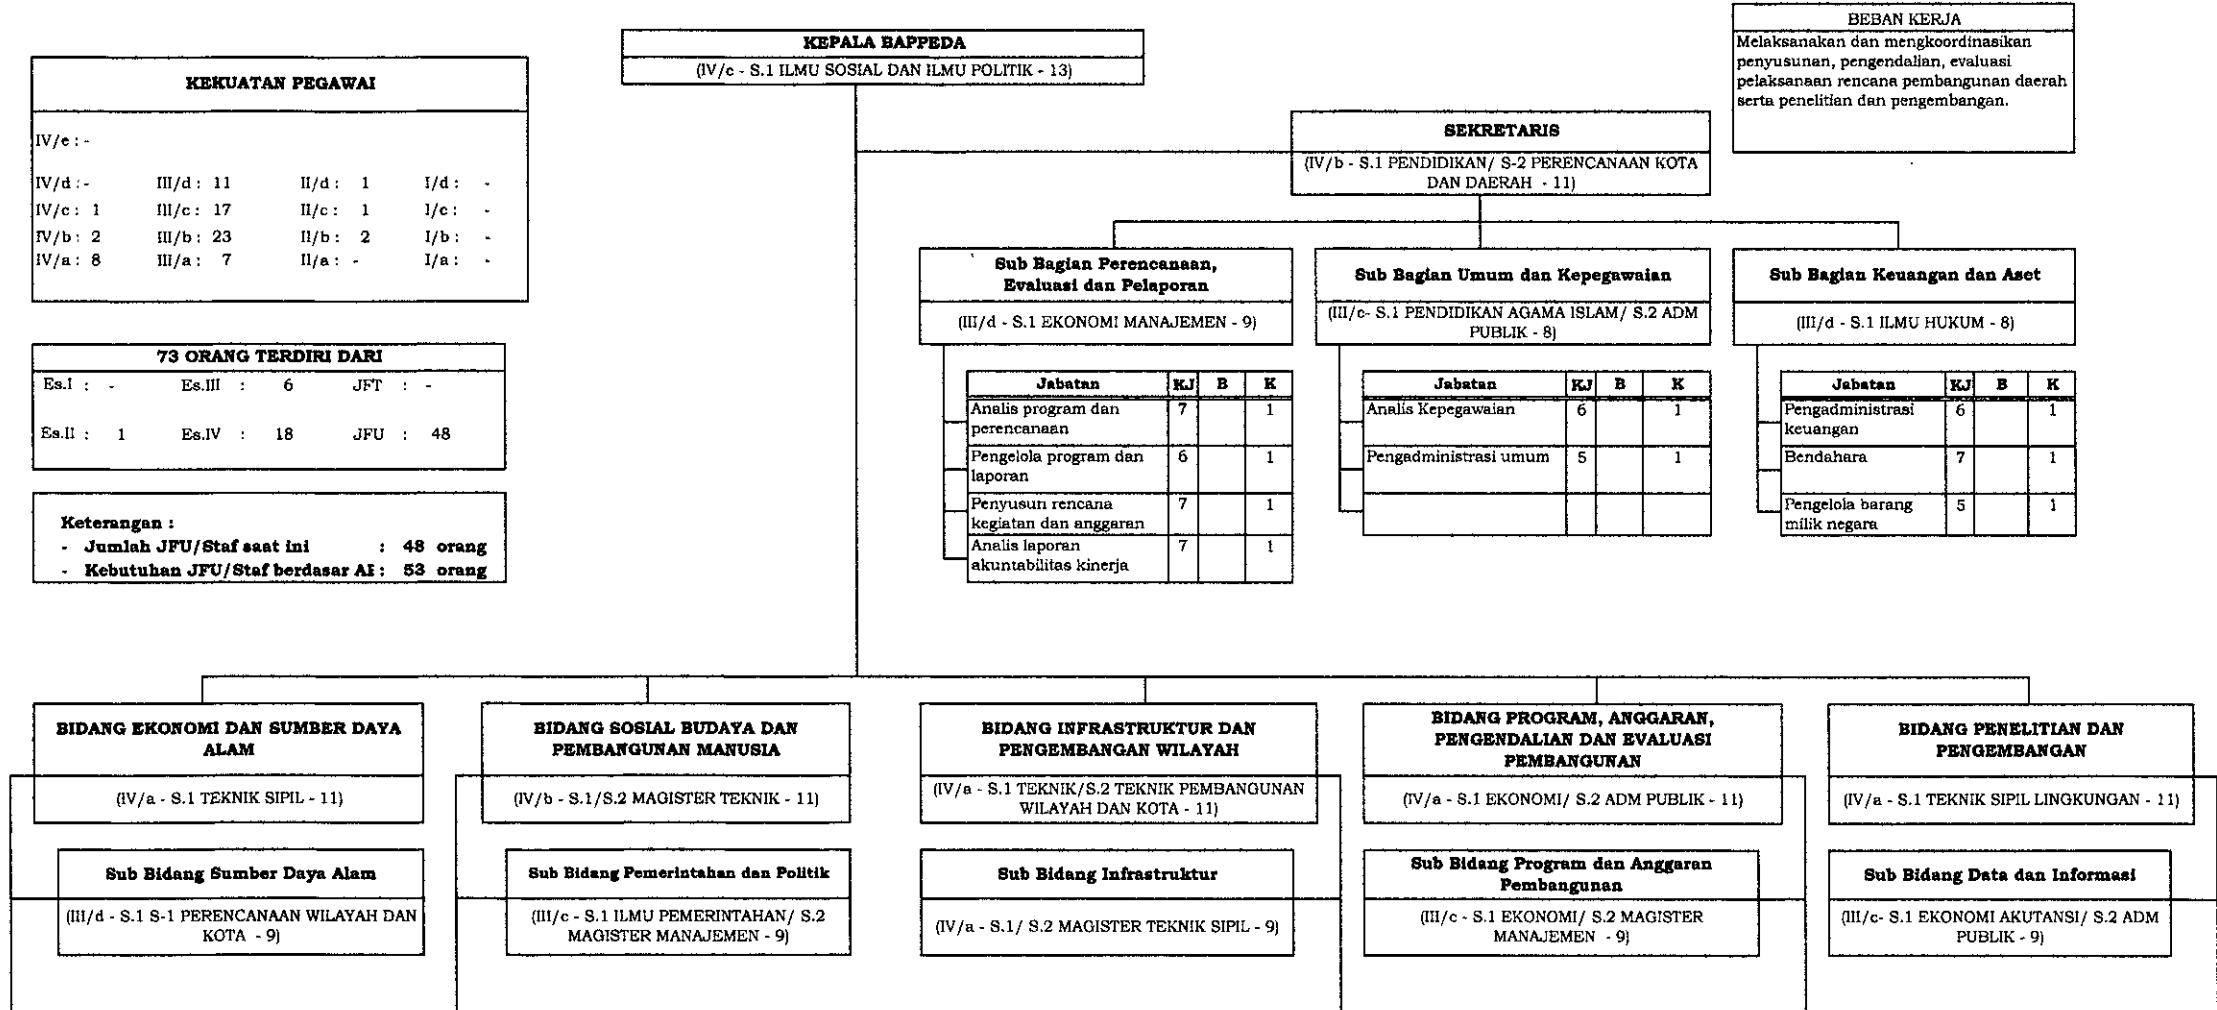 BEBAN KERJA
Melaksanakan dan mengkoordinasikan
penyusunan, pengendalian, evaluasi
pelaksanaan rencana pembangunan daerah
serta penelitian dan pengembangan.
KEPALA BAPPEDA
(IV/c - S.1 ILMU SOSIAL DAN ILMU POLITIK - 13)
KEKUATAN PEGAWAI
IV/e : -
IV/d : - III/d : 11 II/d : 1 I/d : -
IV/c : 1 III/c : 17 II/c : 1 I/c : -
IV/b : 2 III/b : 23 II/b : 2 I/b : -
IV/a : 8 III/a : 7 II/a : - I/a : -
73 ORANG TERDIRI DARI
Es.I : - Es.III : 6 JFT : -
Es.II : 1 Es.IV : 18 JFU : 48
Keterangan :
- Jumlah JFU/Staf saat ini : 48 orang
- Kebutuhan JFU/Staf berdasar AI : 53 orang
SEKRETARIS
(IV/b - S.1 PENDIDIKAN/ S-2 PERENCANAAN KOTA
DAN DAERAH - 11)
Sub Bagian Perencanaan,
Evaluasi dan Pelaporan
(III/d - S.1 EKONOMI MANAJEMEN - 9)
Jabatan KJ B K
Analis program dan
perencanaan 7 1
Pengelola program dan
laporan 6 1
Penyusun rencana
kegiatan dan anggaran 7 1
Analis laporan
akuntabilitas kinerja 7 1
Sub Bagian Umum dan Kepegawaian
(III/c- S.1 PENDIDIKAN AGAMA ISLAM/ S.2 ADM
PUBLIK - 8)
Jabatan KJ B K
Analis Kepegawaian 6 1
Pengadministrasi umum 5 1
Sub Bagian Keuangan dan Aset
(III/d - S.1 ILMU HUKUM - 8)
Jabatan KJ B K
Pengadministrasi
keuangan 6 1
Bendahara 7 1
Pengelola barang
milik negara 5 1
BIDANG EKONOMI DAN SUMBER DAYA
ALAM
(IV/a - S.1 TEKNIK SIPIL - 11)
Sub Bidang Sumber Daya Alam
(III/d - S.1 S-1 PERENCANAAN WILAYAH DAN
KOTA - 9)
BIDANG SOSIAL BUDAYA DAN
PEMBANGUNAN MANUSIA
(IV/b - S.1/S.2 MAGISTER TEKNIK - 11)
Sub Bidang Pemerintahan dan Politik
(III/c - S.1 ILMU PEMERINTAHAN/ S.2
MAGISTER MANAJEMEN - 9)
BIDANG INFRASTRUKTUR DAN
PENGEMBANGAN WILAYAH
(IV/a - S.1 TEKNIK/S.2 TEKNIK PEMBANGUNAN
WILAYAH DAN KOTA - 11)
Sub Bidang Infrastruktur
(IV/a - S.1/ S.2 MAGISTER TEKNIK SIPIL - 9)
BIDANG PROGRAM, ANGGARAN,
PENGENDALIAN DAN EVALUASI
PEMBANGUNAN
(IV/a - S.1 EKONOMI/ S.2 ADM PUBLIK - 11)
Sub Bidang Program dan Anggaran
Pembangunan
(III/c - S.1 EKONOMI/ S.2 MAGISTER
MANAJEMEN - 9)
BIDANG PENELITIAN DAN
PENGEMBANGAN
(IV/a - S.1 TEKNIK SIPIL LINGKUNGAN - 11)
Sub Bidang Data dan Informasi
(III/c- S.1 EKONOMI AKUTANSI/ S.2 ADM
PUBLIK - 9)